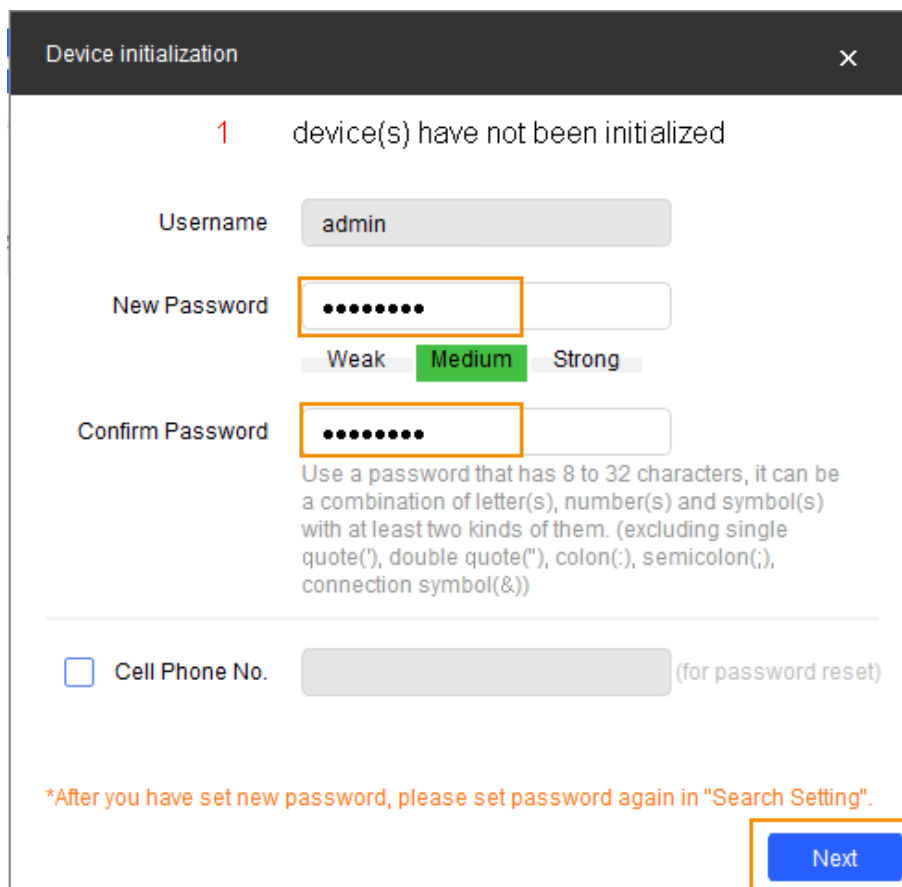 Device initialization
1 device(s) have not been initialized
Username admin
New Password ••••••••
Weak Medium Strong
Confirm Password ••••••••
Use a password that has 8 to 32 characters, it can be
a combination of letter(s), number(s) and symbol(s)
with at least two kinds of them. (excluding single
quote('), double quote("), colon(:), semicolon(;),
connection symbol(&))
Cell Phone No. (for password reset)
*After you have set new password, please set password again in "Search Setting".
Next